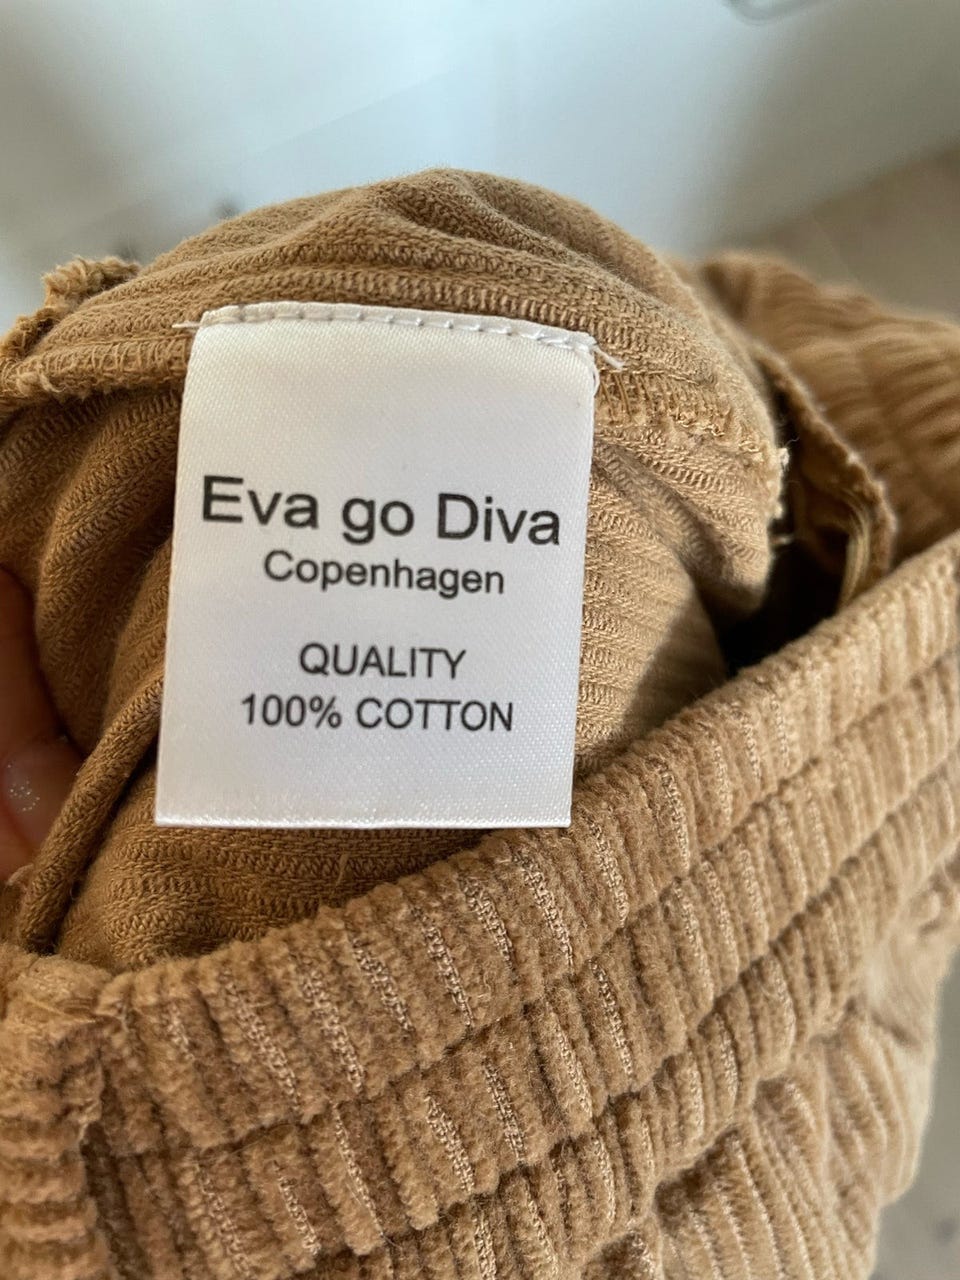 Eva go Diva
Copenhagen
QUALITY
100% COTTON